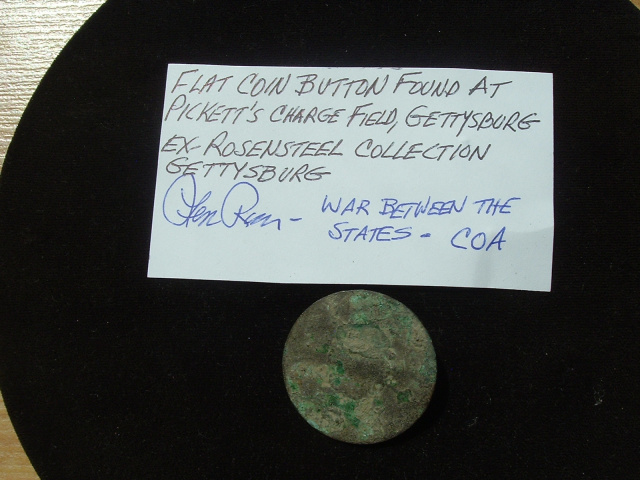 FLAT COIN BUTTON FOUND AT
PICKETT'S CHARGE FIELD, GETTYSBURG
EX-ROSENSTEEL COLLECTION
GETTYSBURG
- WAR BETWEEN THE
STATES - COA